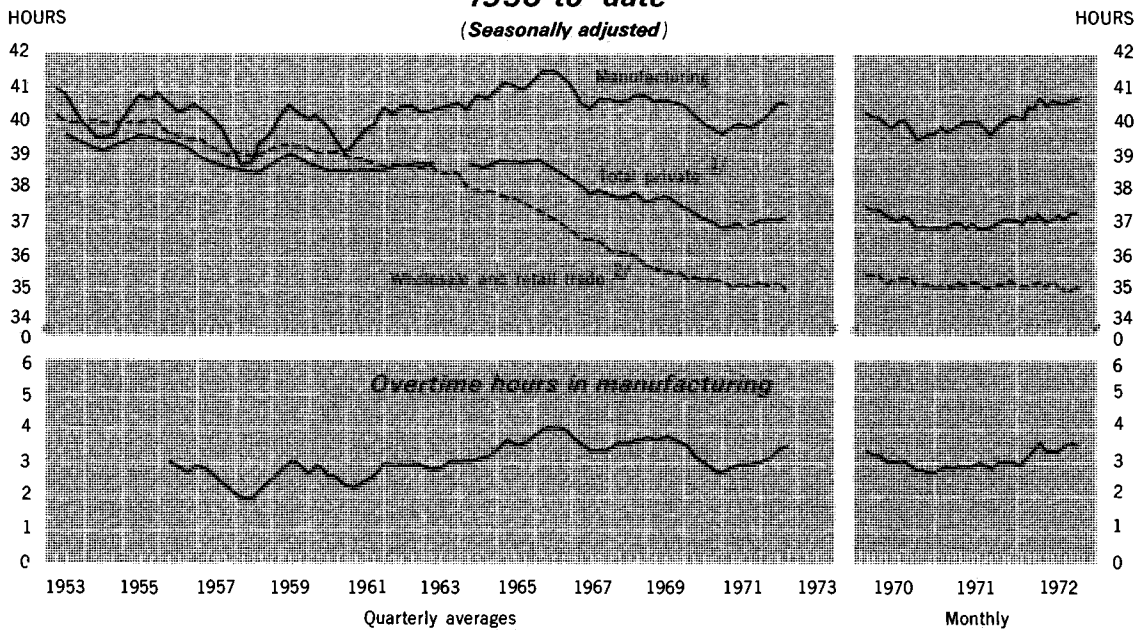 1953 to date
(Seasonally adjusted)
HOURS HOURS
42 42
41 41
40 40
39 39
38 38
37 37
36 36
35 35
34 34
0 0
Manufacturing
Total private 1/
Wholesale and retail trade 2/
Overtime hours in manufacturing
6 6
5 5
4 4
3 3
2 2
1 1
0 0
1953 1955 1957 1959 1961 1963 1965 1967 1969 1971 1973 1970 1971 1972
Quarterly averages Monthly